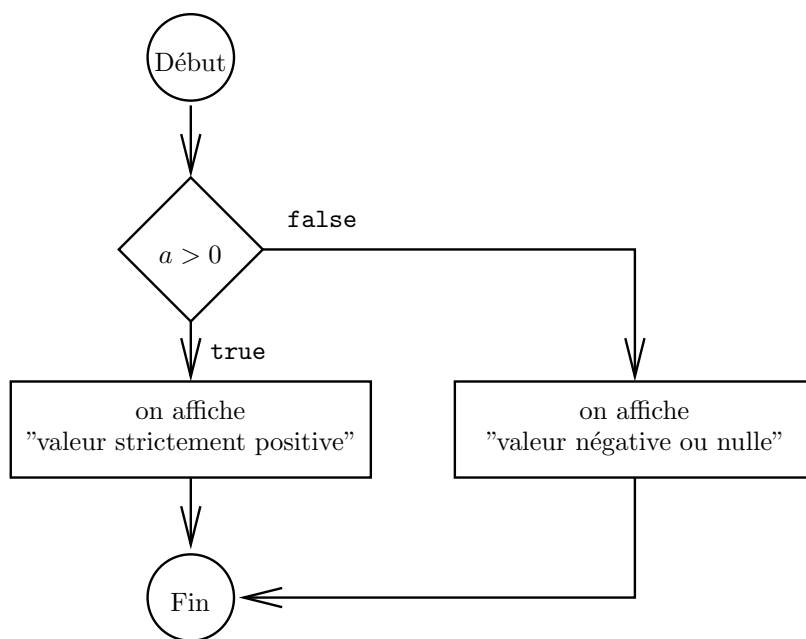 Début
false
a > 0
true
on affiche
”valeur strictement positive”
on affiche
”valeur négative ou nulle”
Fin